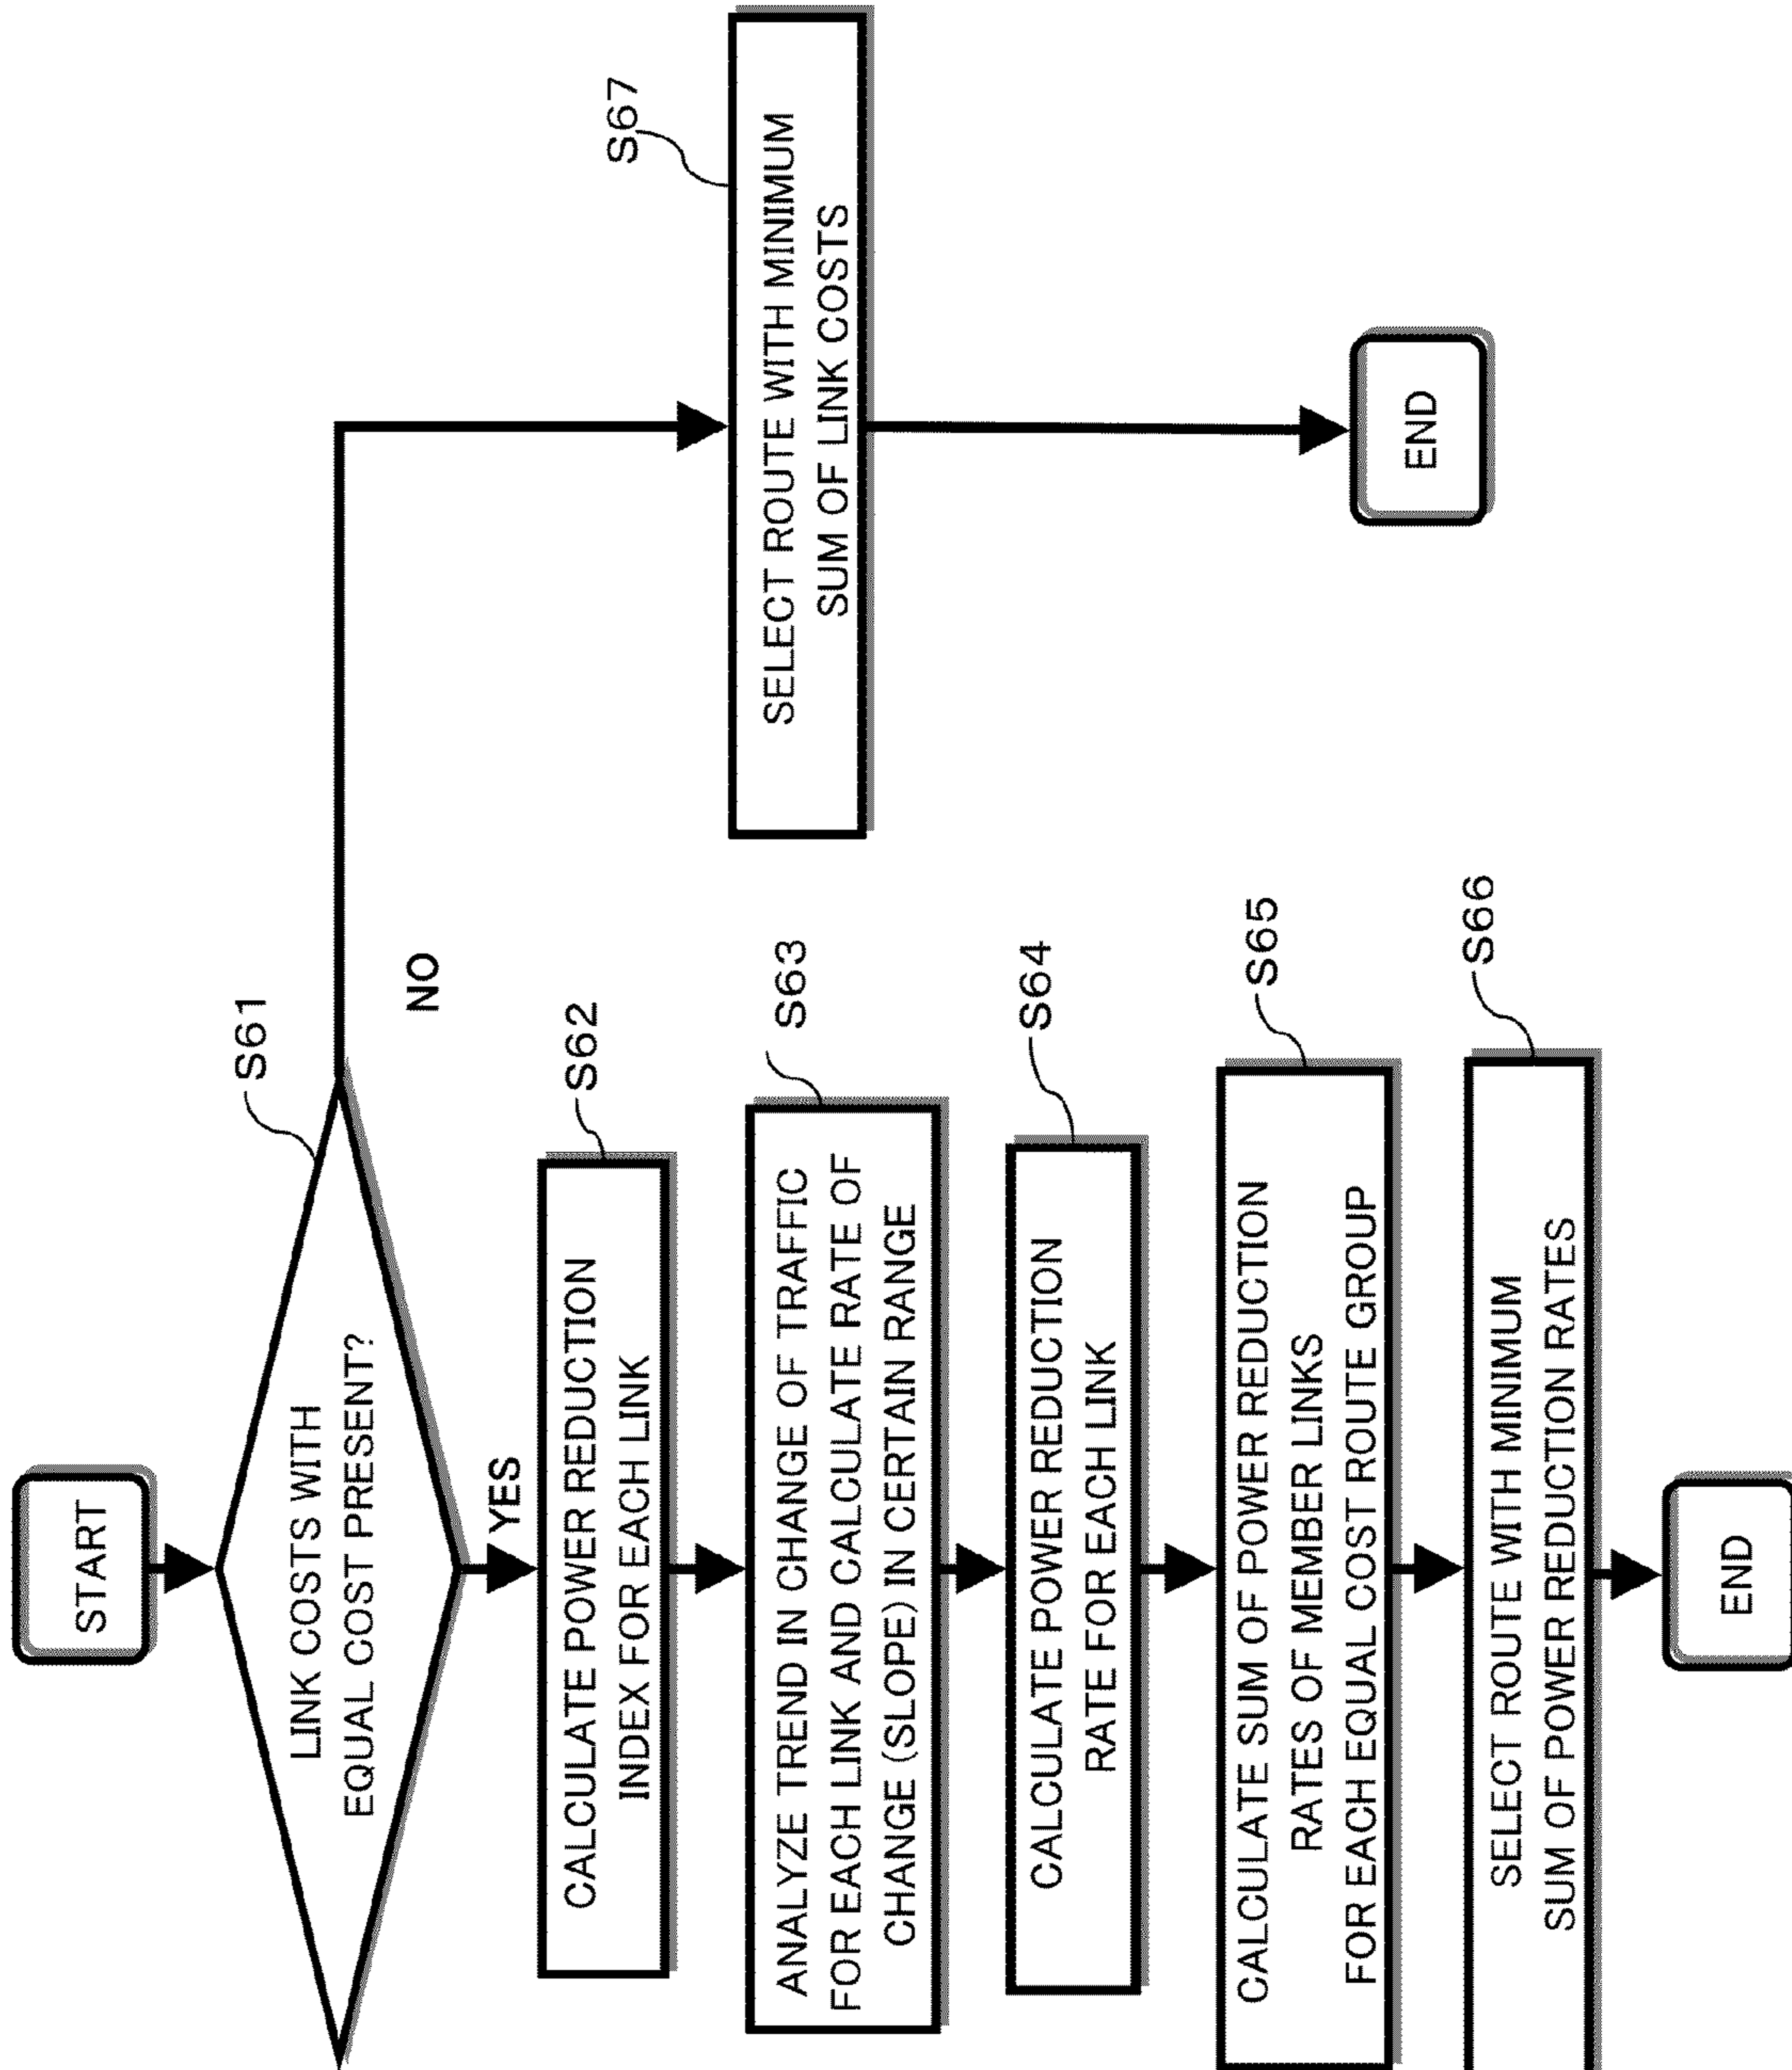 START
S61
LINK COSTS WITH
EQUAL COST PRESENT?
NO
YES
S62
CALCULATE POWER REDUCTION
INDEX FOR EACH LINK
S63
ANALYZE TREND IN CHANGE OF TRAFFIC
FOR EACH LINK AND CALCULATE RATE OF
CHANGE (SLOPE) IN CERTAIN RANGE
S64
CALCULATE POWER REDUCTION
RATE FOR EACH LINK
S65
CALCULATE SUM OF POWER REDUCTION
RATES OF MEMBER LINKS
FOR EACH EQUAL COST ROUTE GROUP
S66
SELECT ROUTE WITH MINIMUM
SUM OF POWER REDUCTION RATES
END
S67
SELECT ROUTE WITH MINIMUM
SUM OF LINK COSTS
END